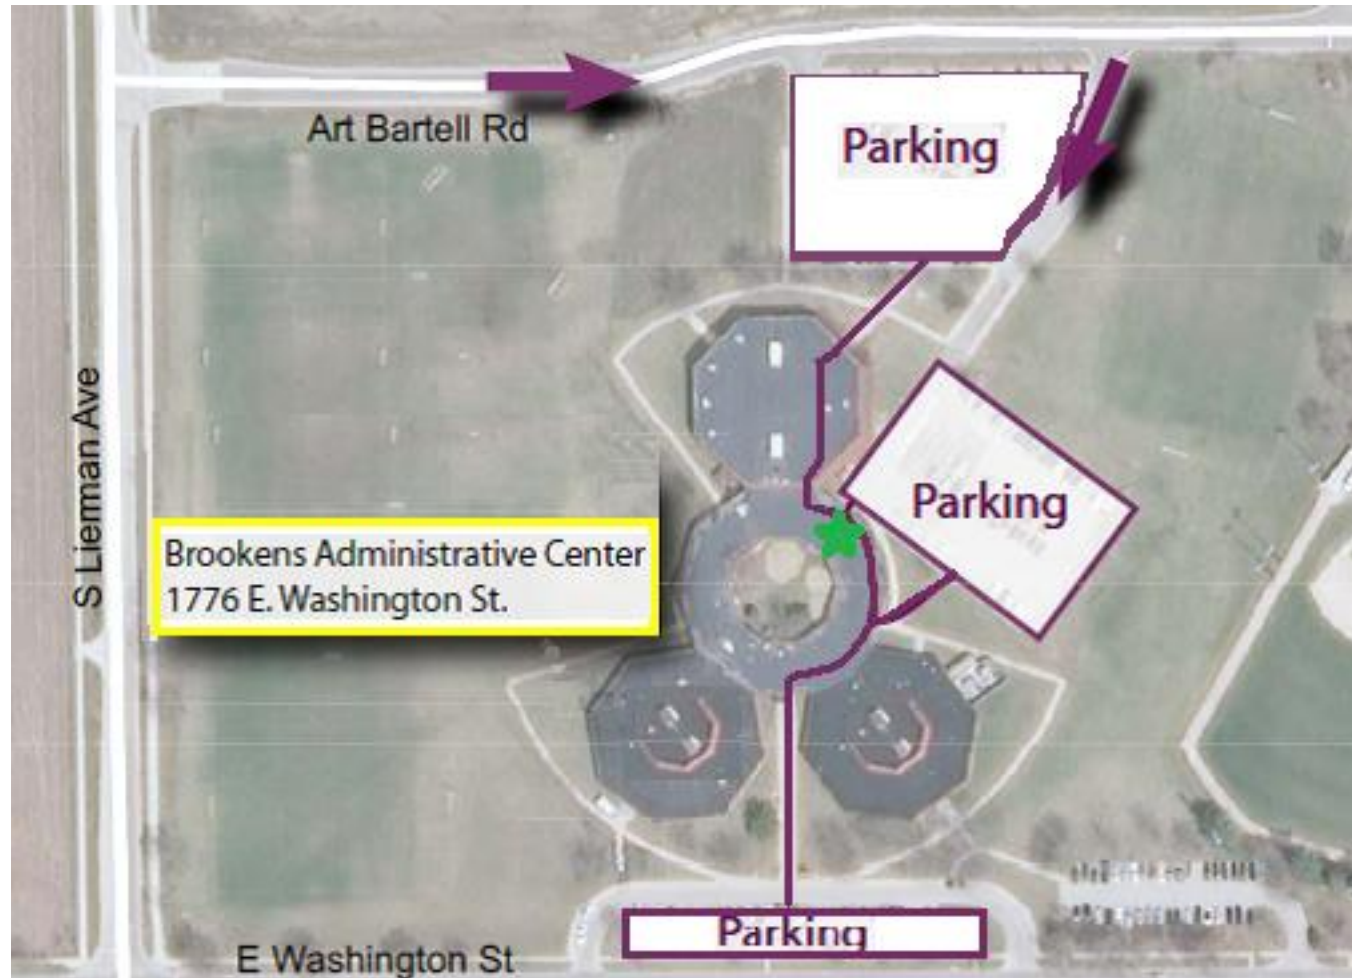 Art Bartell Rd
Parking
S Lierman Ave
Parking
Brookens Administrative Center
1776 E. Washington St.
Parking
E Washington St